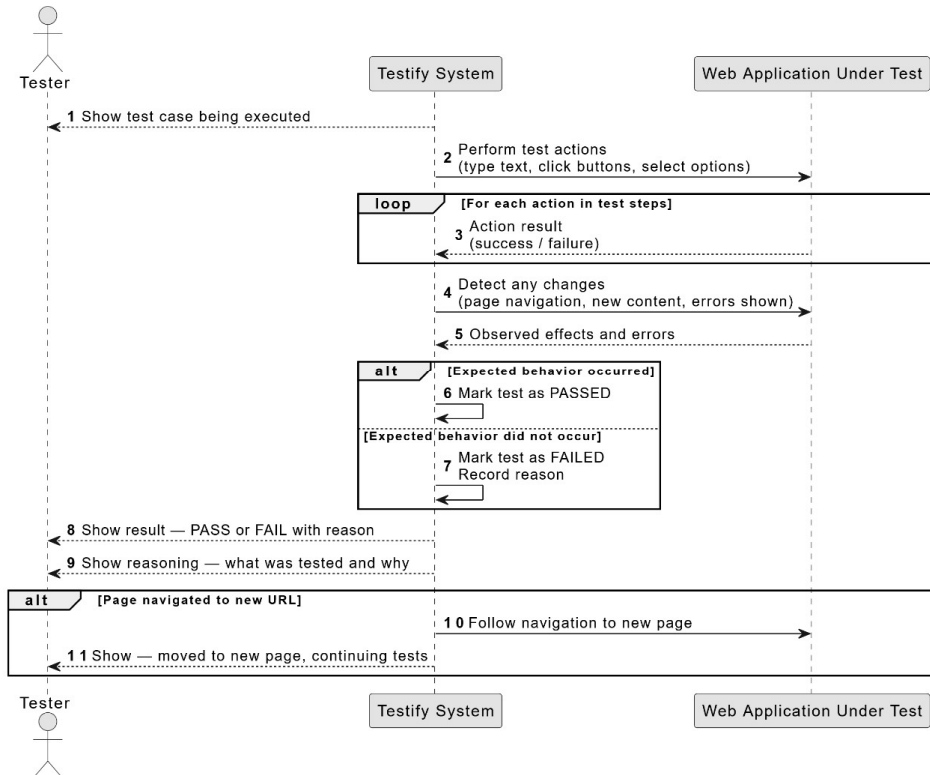 Tester
Testify System
Web Application Under Test
1 Show test case being executed
2 Perform test actions
(type text, click buttons, select options)
loop [For each action in test steps]
3 Action result
(success / failure)
4 Detect any changes
(page navigation, new content, errors shown)
5 Observed effects and errors
alt [Expected behavior occurred]
6 Mark test as PASSED
[Expected behavior did not occur]
7 Mark test as FAILED
Record reason
8 Show result — PASS or FAIL with reason
9 Show reasoning — what was tested and why
alt [Page navigated to new URL]
10 Follow navigation to new page
11 Show — moved to new page, continuing tests
Tester
Testify System
Web Application Under Test